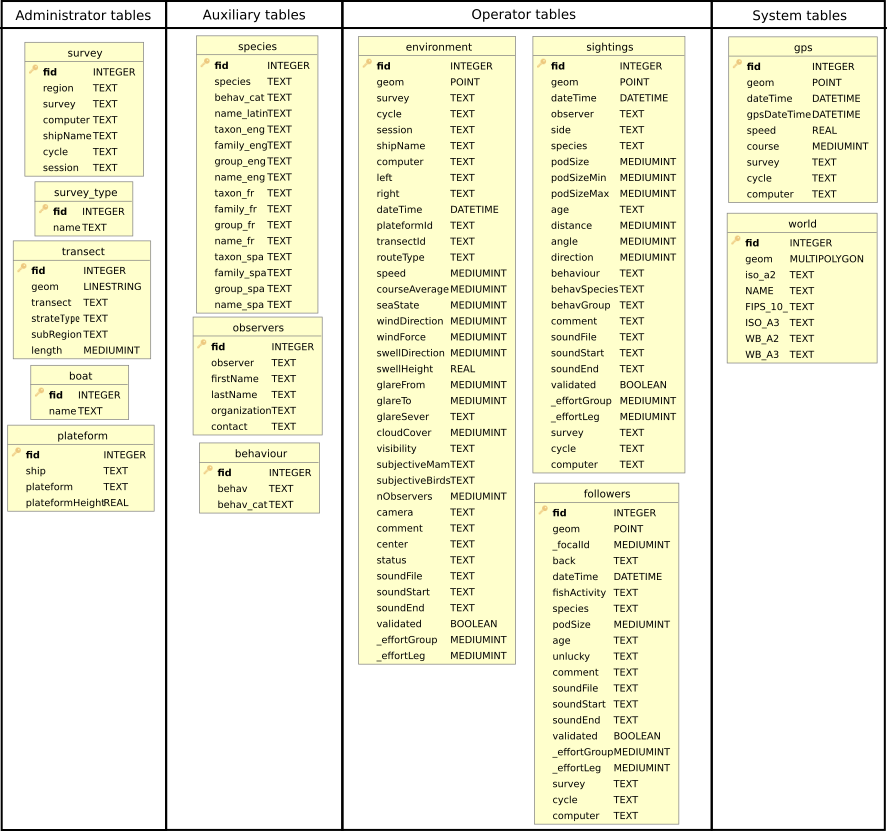 Administrator tables
survey
fid INTEGER
region TEXT
survey TEXT
computer TEXT
shipName TEXT
cycle TEXT
session TEXT
survey_type
fid INTEGER
name TEXT
transect
fid INTEGER
geom LINESTRING
transect TEXT
strateType TEXT
subRegion TEXT
length MEDIUMINT
boat
fid INTEGER
name TEXT
plateform
fid INTEGER
ship TEXT
plateform TEXT
plateformHeight REAL
Auxiliary tables
species
fid INTEGER
species TEXT
behav_cat TEXT
name_latin TEXT
taxon_eng TEXT
family_eng TEXT
group_eng TEXT
name_eng TEXT
taxon_fr TEXT
family_fr TEXT
group_fr TEXT
name_fr TEXT
taxon_spa TEXT
family_spa TEXT
group_spa TEXT
name_spa TEXT
observers
fid INTEGER
observer TEXT
firstName TEXT
lastName TEXT
organization TEXT
contact TEXT
behaviour
fid INTEGER
behav TEXT
behav_cat TEXT
Operator tables
environment
fid INTEGER
geom POINT
survey TEXT
cycle TEXT
session TEXT
shipName TEXT
computer TEXT
left TEXT
right TEXT
dateTime DATETIME
plateformId TEXT
transectId TEXT
routeType TEXT
speed MEDIUMINT
courseAverage MEDIUMINT
seaState MEDIUMINT
windDirection MEDIUMINT
windForce MEDIUMINT
swellDirection MEDIUMINT
swellHeight REAL
glareFrom MEDIUMINT
glareTo MEDIUMINT
glareSever TEXT
cloudCover MEDIUMINT
visibility TEXT
subjectiveMam TEXT
subjectiveBirds TEXT
nObservers MEDIUMINT
camera TEXT
comment TEXT
center TEXT
status TEXT
soundFile TEXT
soundStart TEXT
soundEnd TEXT
validated BOOLEAN
_effortGroup MEDIUMINT
_effortLeg MEDIUMINT
sightings
fid INTEGER
geom POINT
dateTime DATETIME
observer TEXT
side TEXT
species TEXT
podSize MEDIUMINT
podSizeMin MEDIUMINT
podSizeMax MEDIUMINT
age TEXT
distance MEDIUMINT
angle MEDIUMINT
direction MEDIUMINT
behaviour TEXT
behavSpecies TEXT
behavGroup TEXT
comment TEXT
soundFile TEXT
soundStart TEXT
soundEnd TEXT
validated BOOLEAN
_effortGroup MEDIUMINT
_effortLeg MEDIUMINT
survey TEXT
cycle TEXT
computer TEXT
followers
fid INTEGER
geom POINT
_focalId MEDIUMINT
back TEXT
dateTime DATETIME
fishActivity TEXT
species TEXT
podSize MEDIUMINT
age TEXT
unlucky TEXT
comment TEXT
soundFile TEXT
soundStart TEXT
soundEnd TEXT
validated BOOLEAN
_effortGroup MEDIUMINT
_effortLeg MEDIUMINT
survey TEXT
cycle TEXT
computer TEXT
System tables
gps
fid INTEGER
geom POINT
dateTime DATETIME
gpsDateTime DATETIME
speed REAL
course MEDIUMINT
survey TEXT
cycle TEXT
computer TEXT
world
fid INTEGER
geom MULTIPOLYGON
iso_a2 TEXT
NAME TEXT
FIPS_10_ TEXT
ISO_A3 TEXT
WB_A2 TEXT
WB_A3 TEXT